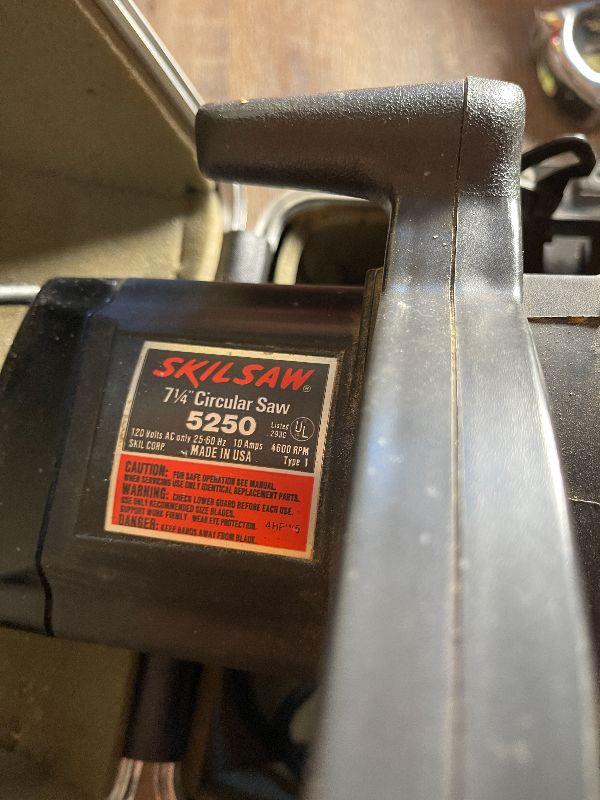 SKILSAW®
7¼" Circular Saw
5250
Listed 293C UL
120 Volts AC only 25-60 Hz 10 Amps 4600 RPM
SKIL CORP. MADE IN USA Type 1
CAUTION: FOR SAFE OPERATION SEE MANUAL.
WHEN SERVICING USE ONLY IDENTICAL REPLACEMENT PARTS.
WARNING: CHECK LOWER GUARD BEFORE EACH USE.
USE ONLY RECOMMENDED SIZE BLADES.
SUPPORT WORK FIRMLY WEAR EYE PROTECTION.
DANGER: KEEP HANDS AWAY FROM BLADE.